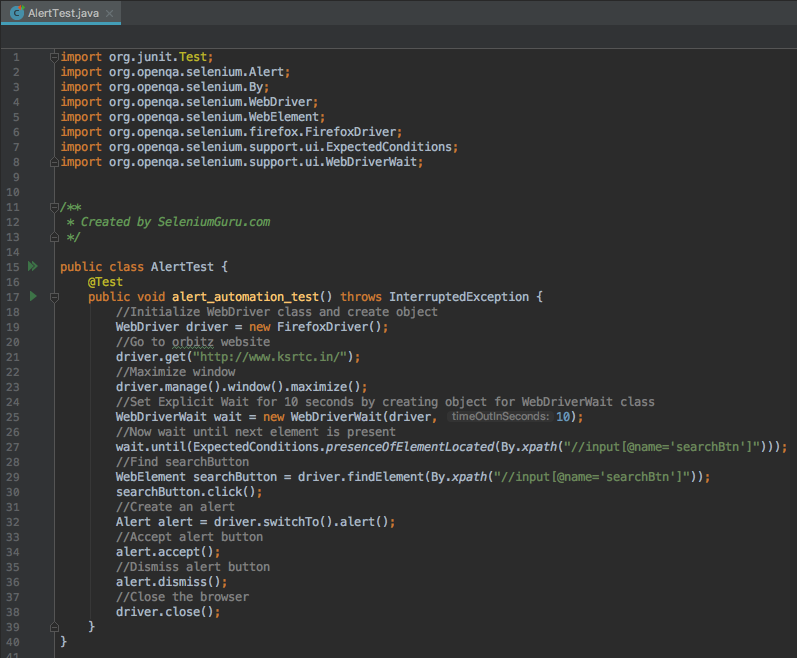 AlertTest.java
1 import org.junit.Test;
2 import org.openqa.selenium.Alert;
3 import org.openqa.selenium.By;
4 import org.openqa.selenium.WebDriver;
5 import org.openqa.selenium.WebElement;
6 import org.openqa.selenium.firefox.FirefoxDriver;
7 import org.openqa.selenium.support.ui.ExpectedConditions;
8 import org.openqa.selenium.support.ui.WebDriverWait;
9
10
11 /**
12 * Created by SeleniumGuru.com
13 */
14
15 public class AlertTest {
16 @Test
17 public void alert_automation_test() throws InterruptedException {
18 //Initialize WebDriver class and create object
19 WebDriver driver = new FirefoxDriver();
20 //Go to orbitz website
21 driver.get("http://www.ksrtc.in/");
22 //Maximize window
23 driver.manage().window().maximize();
24 //Set Explicit Wait for 10 seconds by creating object for WebDriverWait class
25 WebDriverWait wait = new WebDriverWait(driver, timeOutInSeconds: 10);
26 //Now wait until next element is present
27 wait.until(ExpectedConditions.presenceOfElementLocated(By.xpath("//input[@name='searchBtn']")));
28 //Find searchButton
29 WebElement searchButton = driver.findElement(By.xpath("//input[@name='searchBtn']"));
30 searchButton.click();
31 //Create an alert
32 Alert alert = driver.switchTo().alert();
33 //Accept alert button
34 alert.accept();
35 //Dismiss alert button
36 alert.dismiss();
37 //Close the browser
38 driver.close();
39 }
40 }
41